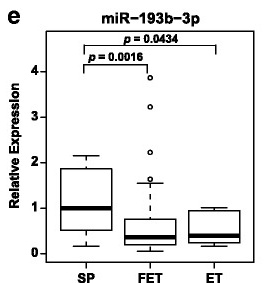 e
miR−193b−3p
p = 0.0434
p = 0.0016
Relative Expression
4
3
2
1
0
SP FET ET